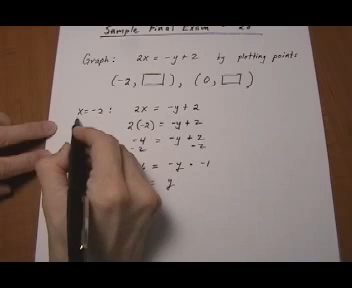 Sample Final Exam
Graph: 2x = -y + 2 by plotting points
(-2, ), (0, )
x = -2: 2x = -y + 2
2(-2) = -y + 2
-4 = -y + 2
-2 -2
= -y · -1
= y